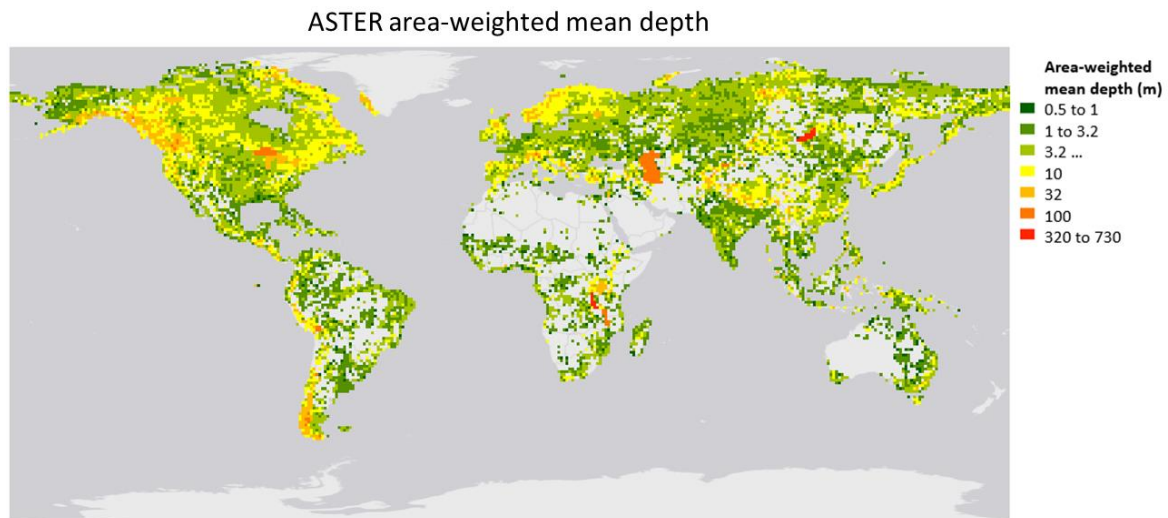 ASTER area-weighted mean depth
Area-weighted
mean depth (m)
0.5 to 1
1 to 3.2
3.2 ...
10
32
100
320 to 730